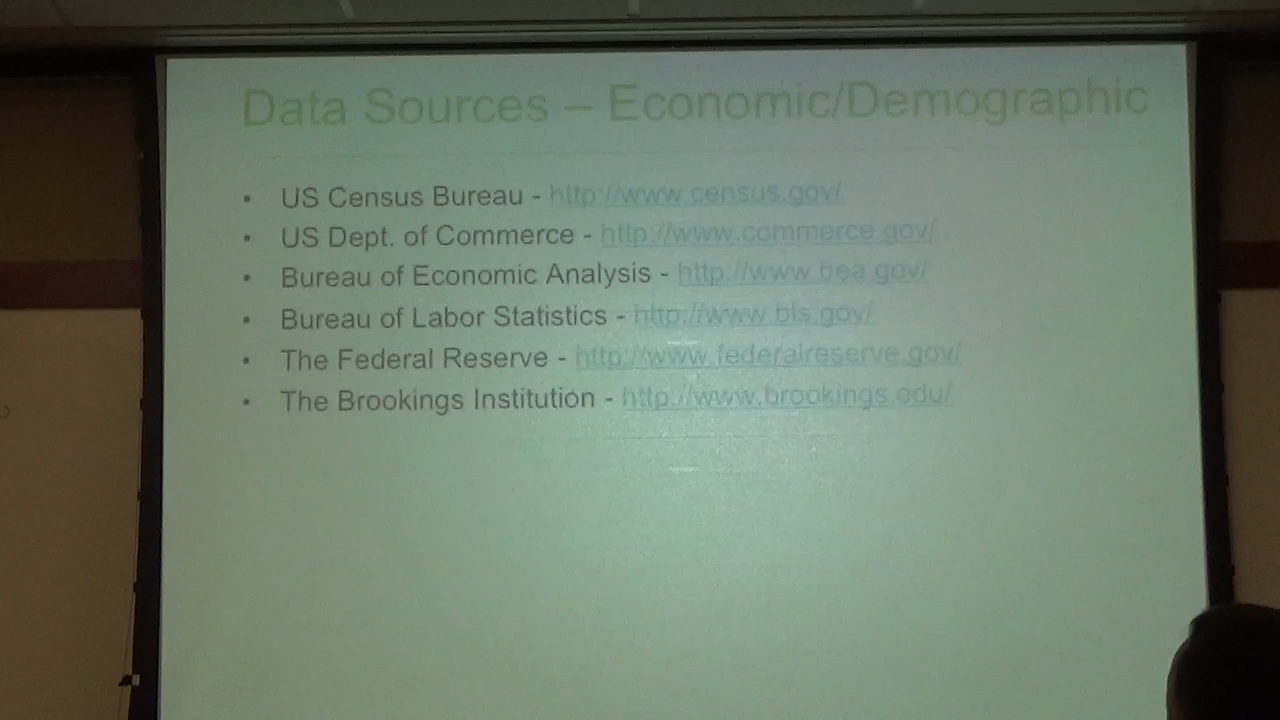 Data Sources – Economic/Demographic
• US Census Bureau - http://www.census.gov/
• US Dept. of Commerce - http://www.commerce.gov/
• Bureau of Economic Analysis - http://www.bea.gov/
• Bureau of Labor Statistics - http://www.bls.gov/
• The Federal Reserve - http://www.federalreserve.gov/
• The Brookings Institution - http://www.brookings.edu/